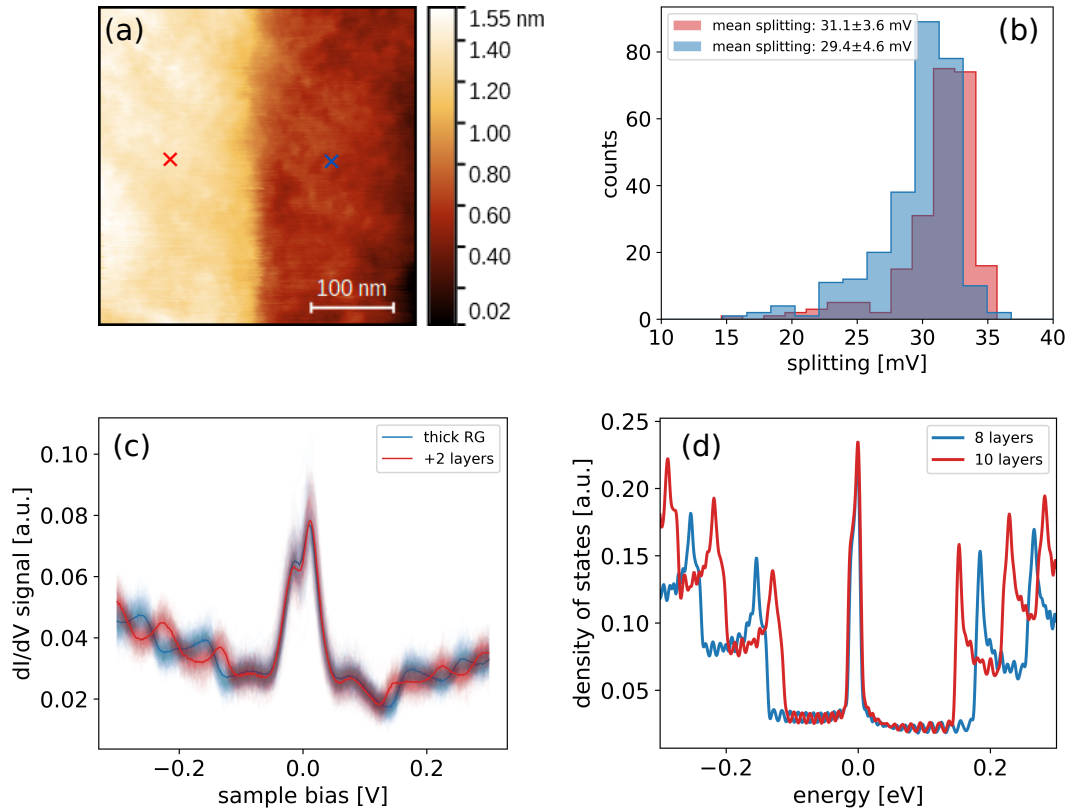 (a)
1.55 nm
1.40
1.20
1.00
0.80
0.60
0.40
0.02
100 nm
(b)
mean splitting: 31.1±3.6 mV
mean splitting: 29.4±4.6 mV
counts
80
60
40
20
0
10 15 20 25 30 35 40
splitting [mV]
(c)
thick RG
+2 layers
dI/dV signal [a.u.]
0.10
0.08
0.06
0.04
0.02
−0.2 0.0 0.2
sample bias [V]
(d)
8 layers
10 layers
density of states [a.u.]
0.25
0.20
0.15
0.10
0.05
−0.2 0.0 0.2
energy [eV]